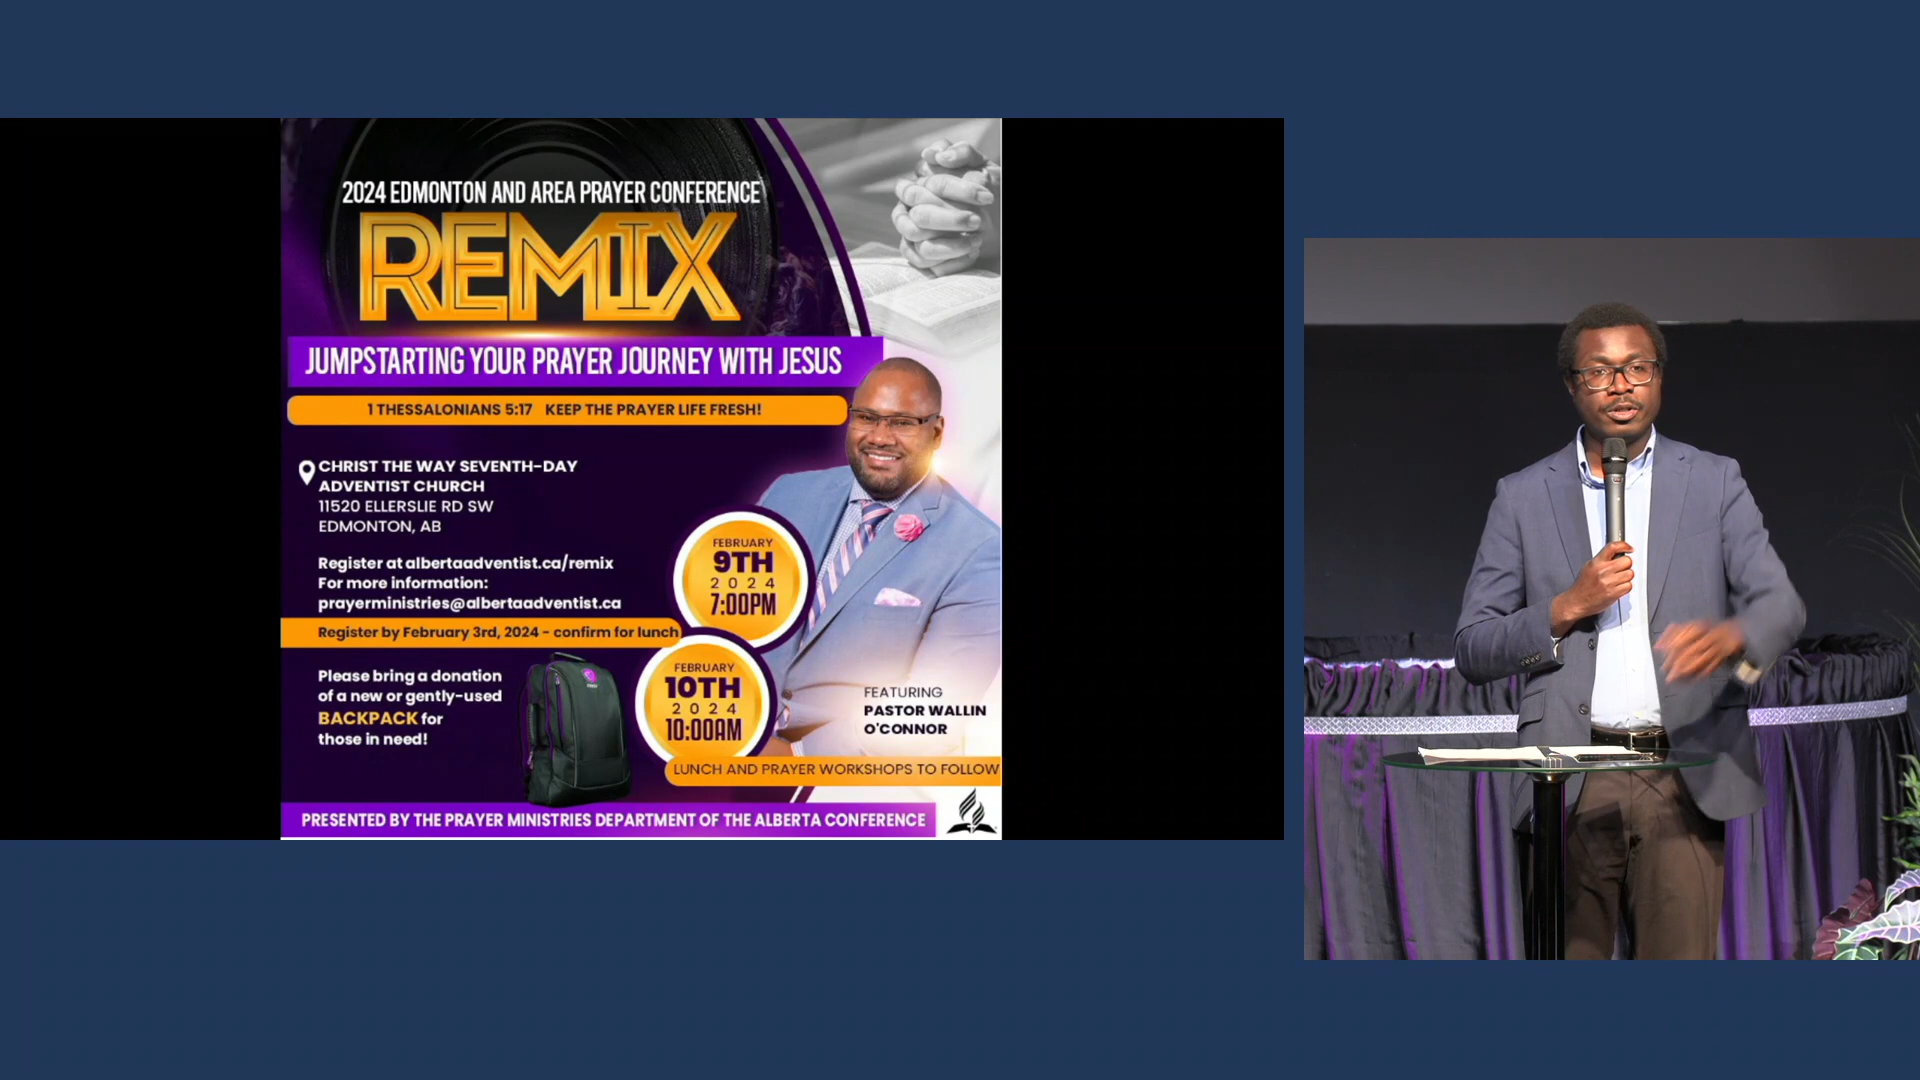 2024 EDMONTON AND AREA PRAYER CONFERENCE
REMIX
JUMPSTARTING YOUR PRAYER JOURNEY WITH JESUS
1 THESSALONIANS 5:17 KEEP THE PRAYER LIFE FRESH!
CHRIST THE WAY SEVENTH-DAY
ADVENTIST CHURCH
11520 ELLERSLIE RD SW
EDMONTON, AB
Register at albertaadventist.ca/remix
For more information:
prayerministries@albertaadventist.ca
Register by February 3rd, 2024 - confirm for lunch
FEBRUARY
9TH
2024
7:00PM
FEBRUARY
10TH
2024
10:00AM
Please bring a donation
of a new or gently-used
BACKPACK for
those in need!
FEATURING
PASTOR WALLIN
O'CONNOR
LUNCH AND PRAYER WORKSHOPS TO FOLLOW
PRESENTED BY THE PRAYER MINISTRIES DEPARTMENT OF THE ALBERTA CONFERENCE